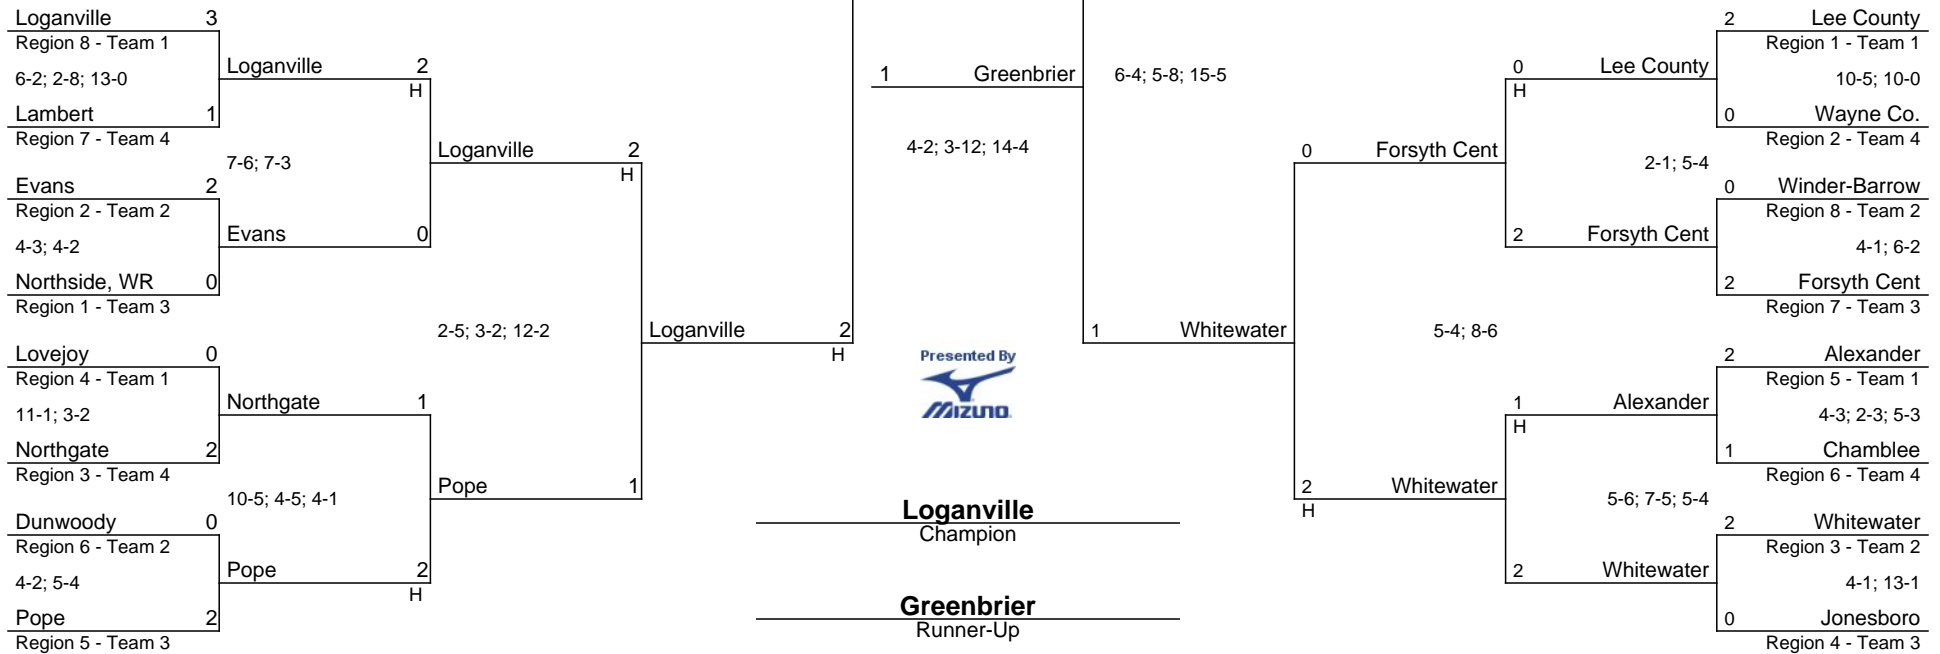 Loganville 3
Region 8 - Team 1
6-2; 2-8; 13-0
Lambert 1
Region 7 - Team 4
Evans 2
Region 2 - Team 2
4-3; 4-2
Northside, WR 0
Region 1 - Team 3
Lovejoy 0
Region 4 - Team 1
11-1; 3-2
Northgate 2
Region 3 - Team 4
Dunwoody 0
Region 6 - Team 2
4-2; 5-4
Pope 2
Region 5 - Team 3
Loganville 2
H
7-6; 7-3
Evans 0
Northgate 1
10-5; 4-5; 4-1
Pope 2
H
Loganville 2
H
2-5; 3-2; 12-2
Pope 1
Loganville 2
H
1 Greenbrier
4-2; 3-12; 14-4
Presented By
MIZUNO
Loganville
Champion
Greenbrier
Runner-Up
6-4; 5-8; 15-5
1 Whitewater
0 Forsyth Cent
5-4; 8-6
2 Whitewater
H
0 Lee County
H
2-1; 5-4
2 Forsyth Cent
1 Alexander
H
5-6; 7-5; 5-4
2 Whitewater
2 Lee County
Region 1 - Team 1
10-5; 10-0
0 Wayne Co.
Region 2 - Team 4
0 Winder-Barrow
Region 8 - Team 2
4-1; 6-2
2 Forsyth Cent
Region 7 - Team 3
2 Alexander
Region 5 - Team 1
4-3; 2-3; 5-3
1 Chamblee
Region 6 - Team 4
2 Whitewater
Region 3 - Team 2
4-1; 13-1
0 Jonesboro
Region 4 - Team 3